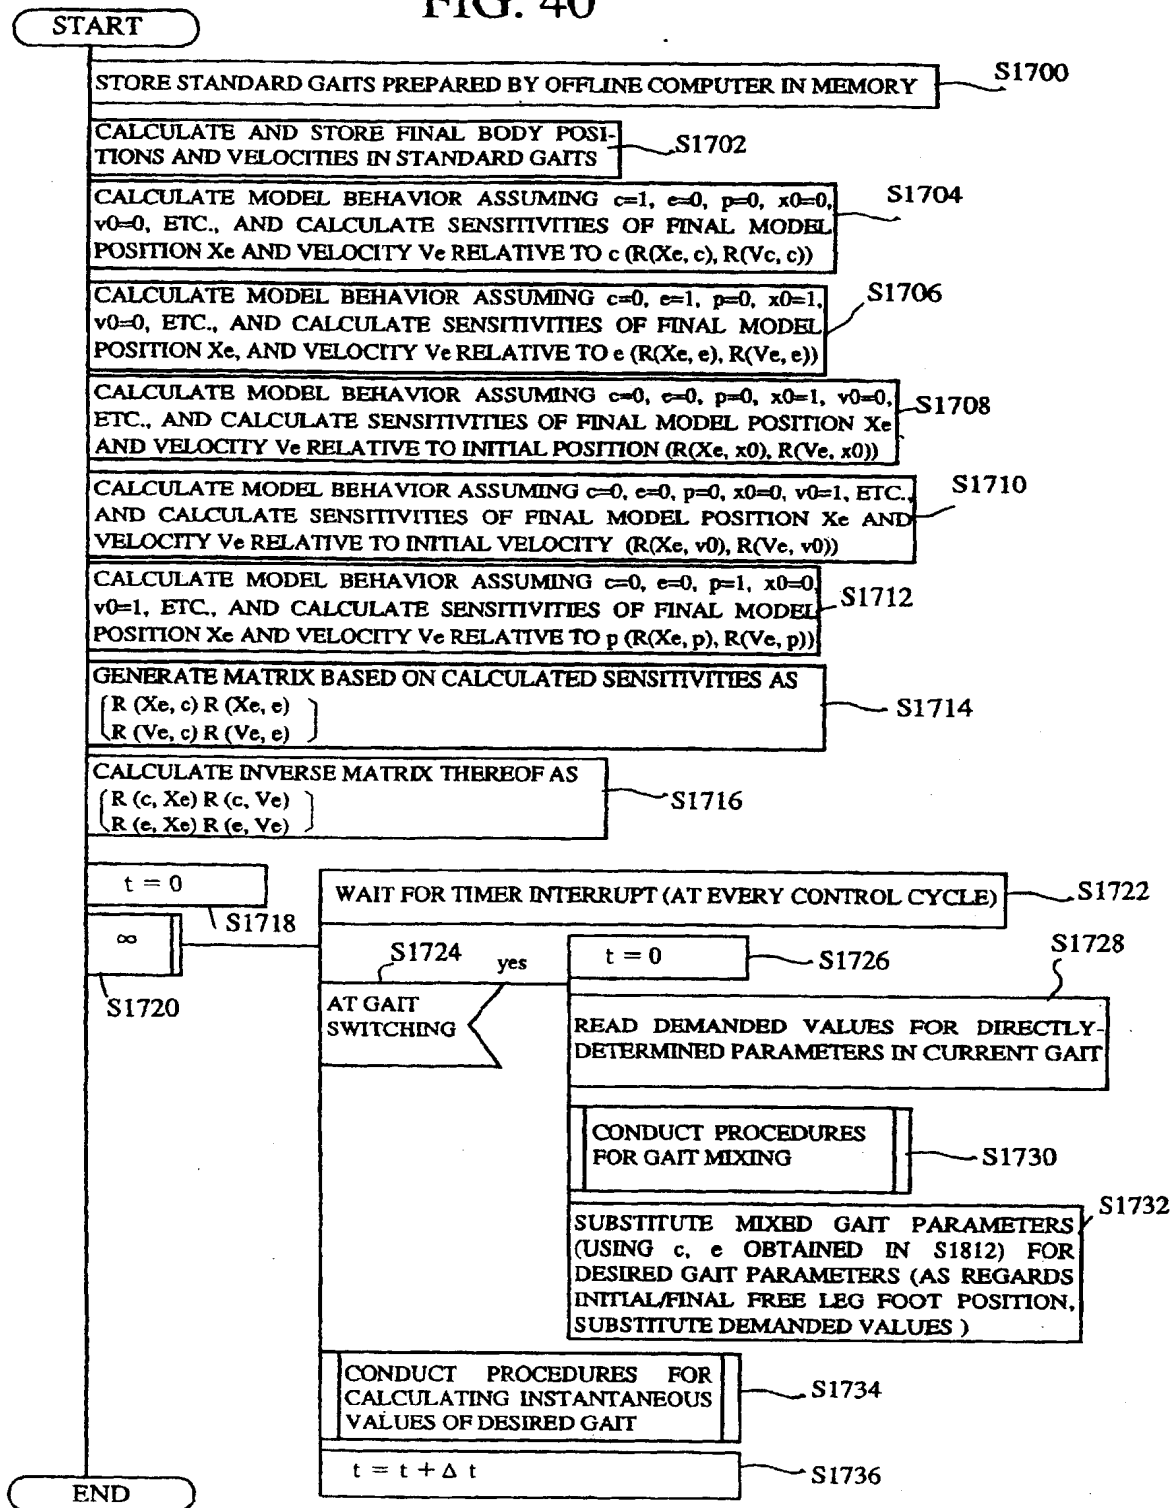 FIG. 40
START
STORE STANDARD GAITS PREPARED BY OFFLINE COMPUTER IN MEMORY
S1700
CALCULATE AND STORE FINAL BODY POSI-
TIONS AND VELOCITIES IN STANDARD GAITS
S1702
CALCULATE MODEL BEHAVIOR ASSUMING c=1, e=0, p=0, x0=0,
v0=0, ETC., AND CALCULATE SENSITIVITIES OF FINAL MODEL
POSITION Xe AND VELOCITY Ve RELATIVE TO c (R(Xe, c), R(Vc, c))
S1704
CALCULATE MODEL BEHAVIOR ASSUMING c=0, e=1, p=0, x0=1,
v0=0, ETC., AND CALCULATE SENSITIVITIES OF FINAL MODEL
POSITION Xe, AND VELOCITY Ve RELATIVE TO e (R(Xe, e), R(Ve, e))
S1706
CALCULATE MODEL BEHAVIOR ASSUMING c=0, e=0, p=0, x0=1, v0=0,
ETC., AND CALCULATE SENSITIVITIES OF FINAL MODEL POSITION Xe
AND VELOCITY Ve RELATIVE TO INITIAL POSITION (R(Xe, x0), R(Ve, x0))
S1708
CALCULATE MODEL BEHAVIOR ASSUMING c=0, e=0, p=0, x0=0, v0=1, ETC.,
AND CALCULATE SENSITIVITIES OF FINAL MODEL POSITION Xe AND
VELOCITY Ve RELATIVE TO INITIAL VELOCITY (R(Xe, v0), R(Ve, v0))
S1710
CALCULATE MODEL BEHAVIOR ASSUMING c=0, e=0, p=1, x0=0,
v0=1, ETC., AND CALCULATE SENSITIVITIES OF FINAL MODEL
POSITION Xe AND VELOCITY Ve RELATIVE TO p (R(Xe, p), R(Ve, p))
S1712
GENERATE MATRIX BASED ON CALCULATED SENSITIVITIES AS
R (Xe, c) R (Xe, e)
R (Ve, c) R (Ve, e)
S1714
CALCULATE INVERSE MATRIX THEREOF AS
R (c, Xe) R (c, Ve)
R (e, Xe) R (e, Ve)
S1716
t = 0
S1718
∞
S1720
WAIT FOR TIMER INTERRUPT (AT EVERY CONTROL CYCLE)
S1722
S1724
yes
AT GAIT
SWITCHING
t = 0
S1726
S1728
READ DEMANDED VALUES FOR DIRECTLY-
DETERMINED PARAMETERS IN CURRENT GAIT
CONDUCT PROCEDURES
FOR GAIT MIXING
S1730
S1732
SUBSTITUTE MIXED GAIT PARAMETERS
(USING c, e OBTAINED IN S1812) FOR
DESIRED GAIT PARAMETERS (AS REGARDS
INITIAL/FINAL FREE LEG FOOT POSITION,
SUBSTITUTE DEMANDED VALUES )
CONDUCT PROCEDURES FOR
CALCULATING INSTANTANEOUS
VALUES OF DESIRED GAIT
S1734
t = t + Δ t
S1736
END